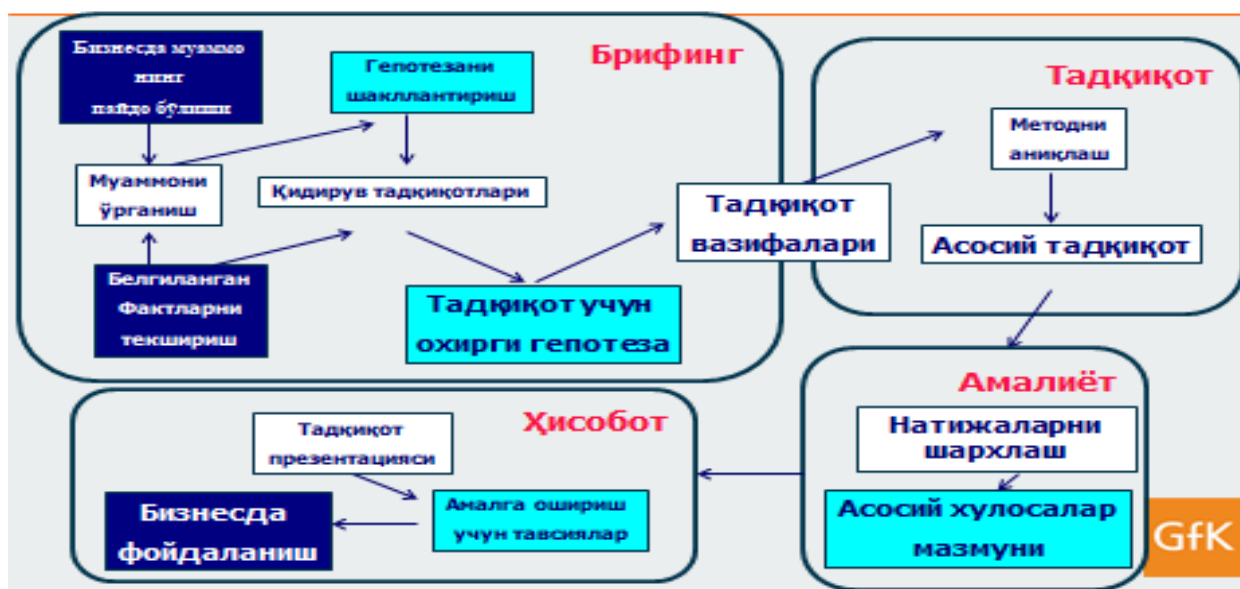 Брифинг
Бизнесда муаммо
нинг
пайдо бўлиши
Гепотезани
шакллантириш
Муаммони
ўрганиш
Қидирув тадқиқотлари
Белгиланган
Фактларни
текшириш
Тадқиқот учун
охирги гепотеза
Тадқиқот
вазифалари
Тадқиқот
Методни
аниқлаш
Асосий тадқиқот
Амалиёт
Натижаларни
шархлаш
Асосий хулосалар
мазмуни
Ҳисобот
Тадқиқот
презентацияси
Амалга ошириш
учун тавсиялар
Бизнесда
фойдаланиш
GfK